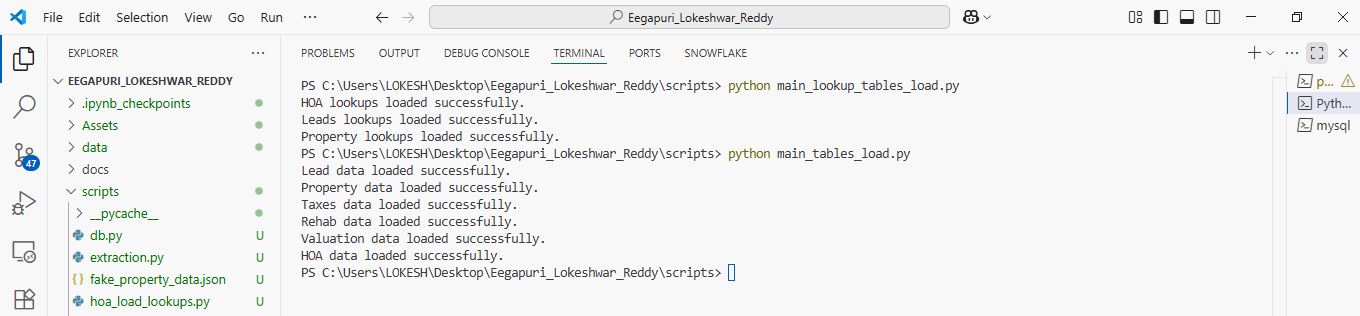 File Edit Selection View Go Run ··· Eegapuri_Lokeshwar_Reddy
EXPLORER ···
EEGAPURI_LOKESHWAR_REDDY
.ipynb_checkpoints
Assets
data
docs
scripts
__pycache__
db.py U
extraction.py U
{} fake_property_data.json U
hoa_load_lookups.py U
47
PROBLEMS OUTPUT DEBUG CONSOLE TERMINAL PORTS SNOWFLAKE
PS C:\Users\LOKESH\Desktop\Eegapuri_Lokeshwar_Reddy\scripts> python main_lookup_tables_load.py
HOA lookups loaded successfully.
Leads lookups loaded successfully.
Property lookups loaded successfully.
PS C:\Users\LOKESH\Desktop\Eegapuri_Lokeshwar_Reddy\scripts> python main_tables_load.py
Lead data loaded successfully.
Property data loaded successfully.
Taxes data loaded successfully.
Rehab data loaded successfully.
Valuation data loaded successfully.
HOA data loaded successfully.
PS C:\Users\LOKESH\Desktop\Eegapuri_Lokeshwar_Reddy\scripts>
p...
Pyth...
mysql